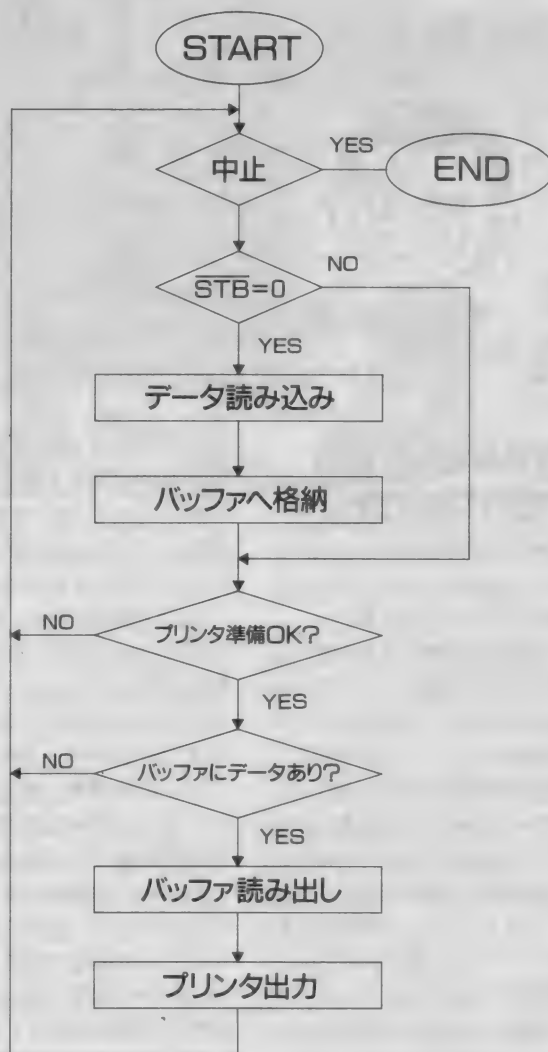 START
中止
YES
END
S̅T̅B̅=0
NO
YES
データ読み込み
バッファへ格納
NO
プリンタ準備OK?
YES
NO
バッファにデータあり?
YES
バッファ読み出し
プリンタ出力